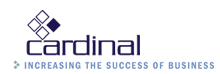 cardinal
INCREASING THE SUCCESS OF BUSINESS